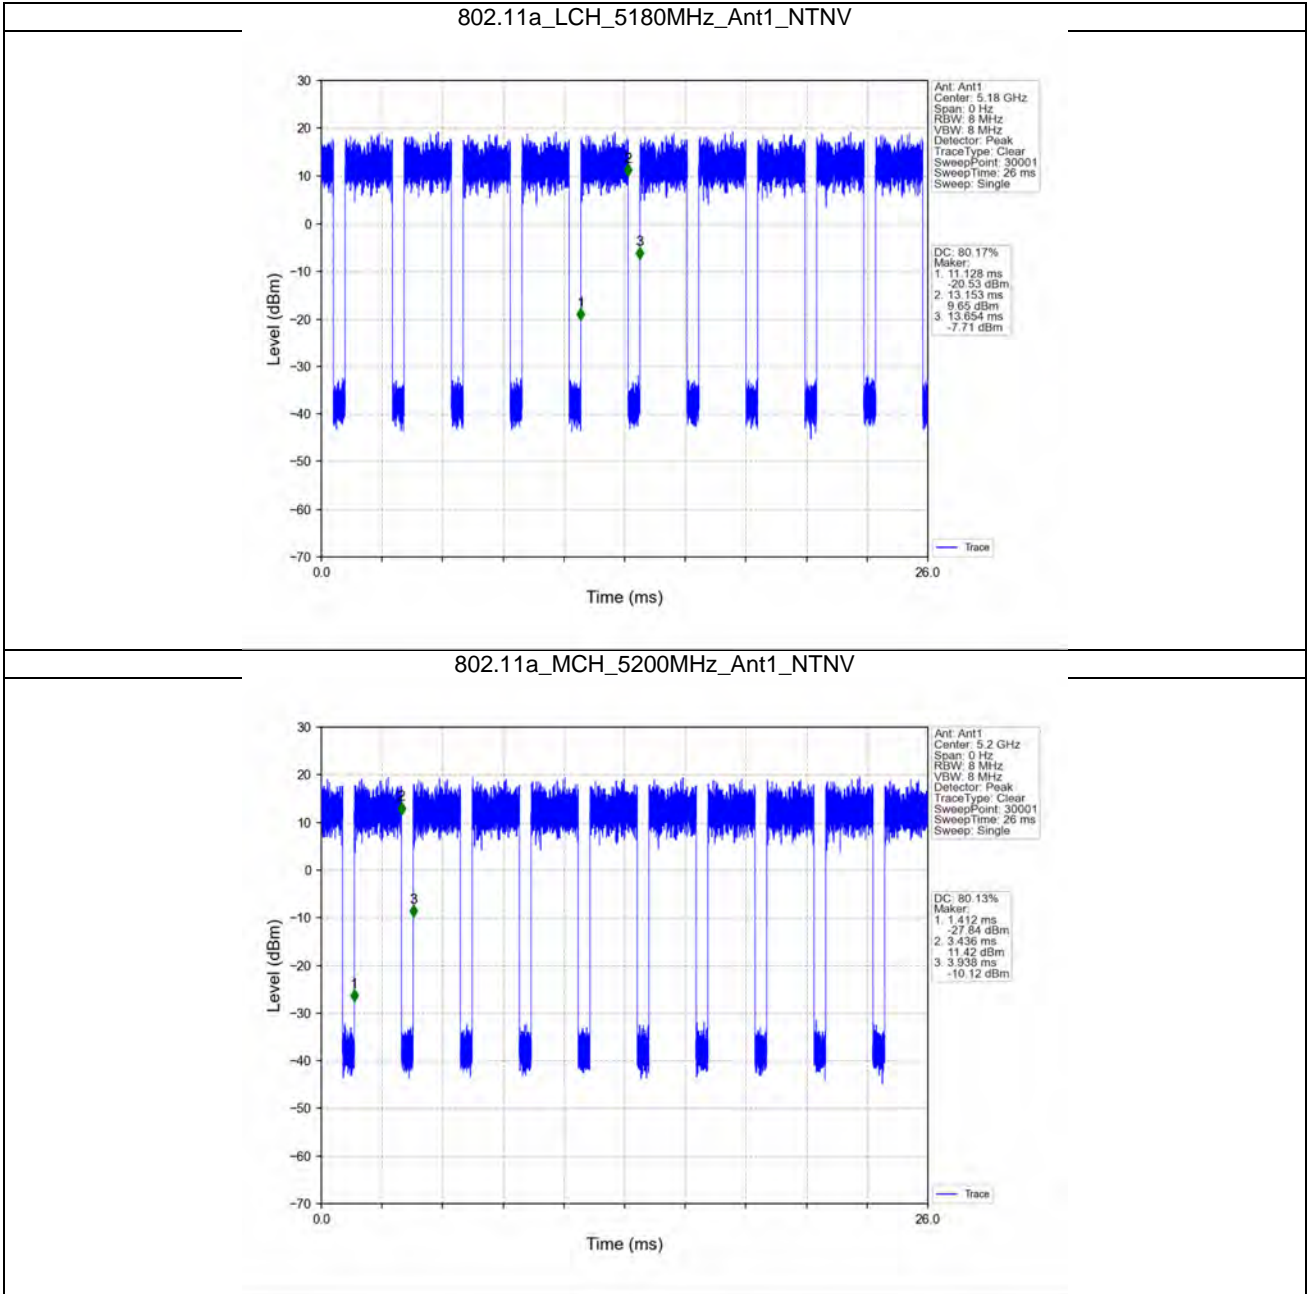 802.11a_LCH_5180MHz_Ant1_NTNV
30
20
10
0
−10
−20
−30
−40
−50
−60
−70
Level (dBm)
0.0
26.0
Time (ms)
1
2
3
Ant: Ant1
Center: 5.18 GHz
Span: 0 Hz
RBW: 8 MHz
VBW: 8 MHz
Detector: Peak
TraceType: Clear
SweepPoint: 30001
SweepTime: 26 ms
Sweep: Single
DC: 80.17%
Maker:
1. 11.128 ms
-20.53 dBm
2. 13.153 ms
9.65 dBm
3. 13.654 ms
-7.71 dBm
Trace
802.11a_MCH_5200MHz_Ant1_NTNV
30
20
10
0
−10
−20
−30
−40
−50
−60
−70
Level (dBm)
0.0
26.0
Time (ms)
1
2
3
Ant: Ant1
Center: 5.2 GHz
Span: 0 Hz
RBW: 8 MHz
VBW: 8 MHz
Detector: Peak
TraceType: Clear
SweepPoint: 30001
SweepTime: 26 ms
Sweep: Single
DC: 80.13%
Maker:
1. 1.412 ms
-27.84 dBm
2. 3.436 ms
11.42 dBm
3. 3.938 ms
-10.12 dBm
Trace